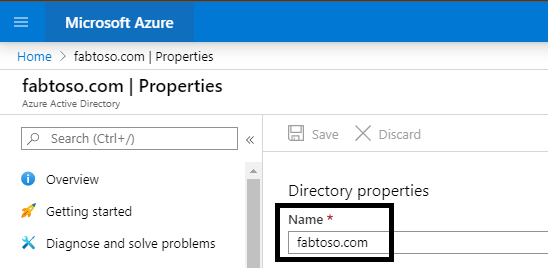 Microsoft Azure
Home > fabtoso.com | Properties
fabtoso.com | Properties
Azure Active Directory
Search (Ctrl+/)
«
Save
Discard
Overview
Getting started
Diagnose and solve problems
Directory properties
Name *
fabtoso.com